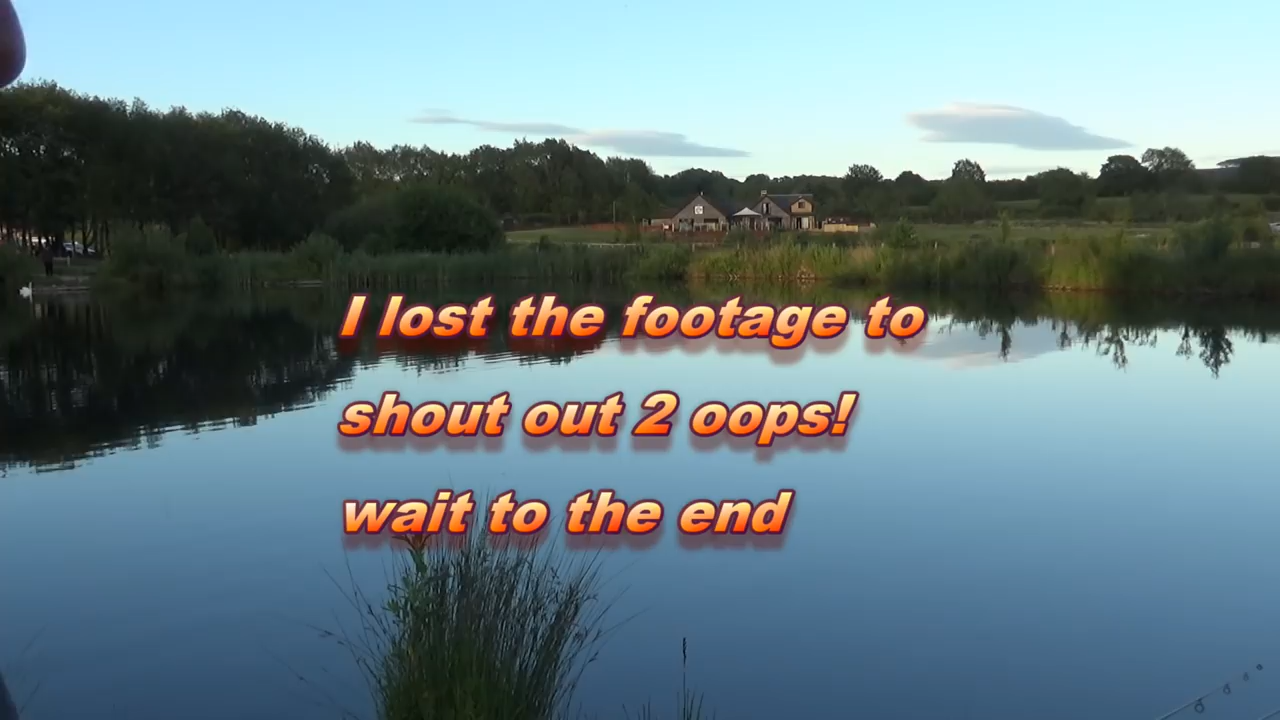 I lost the footage to
shout out 2 oops!
wait to the end